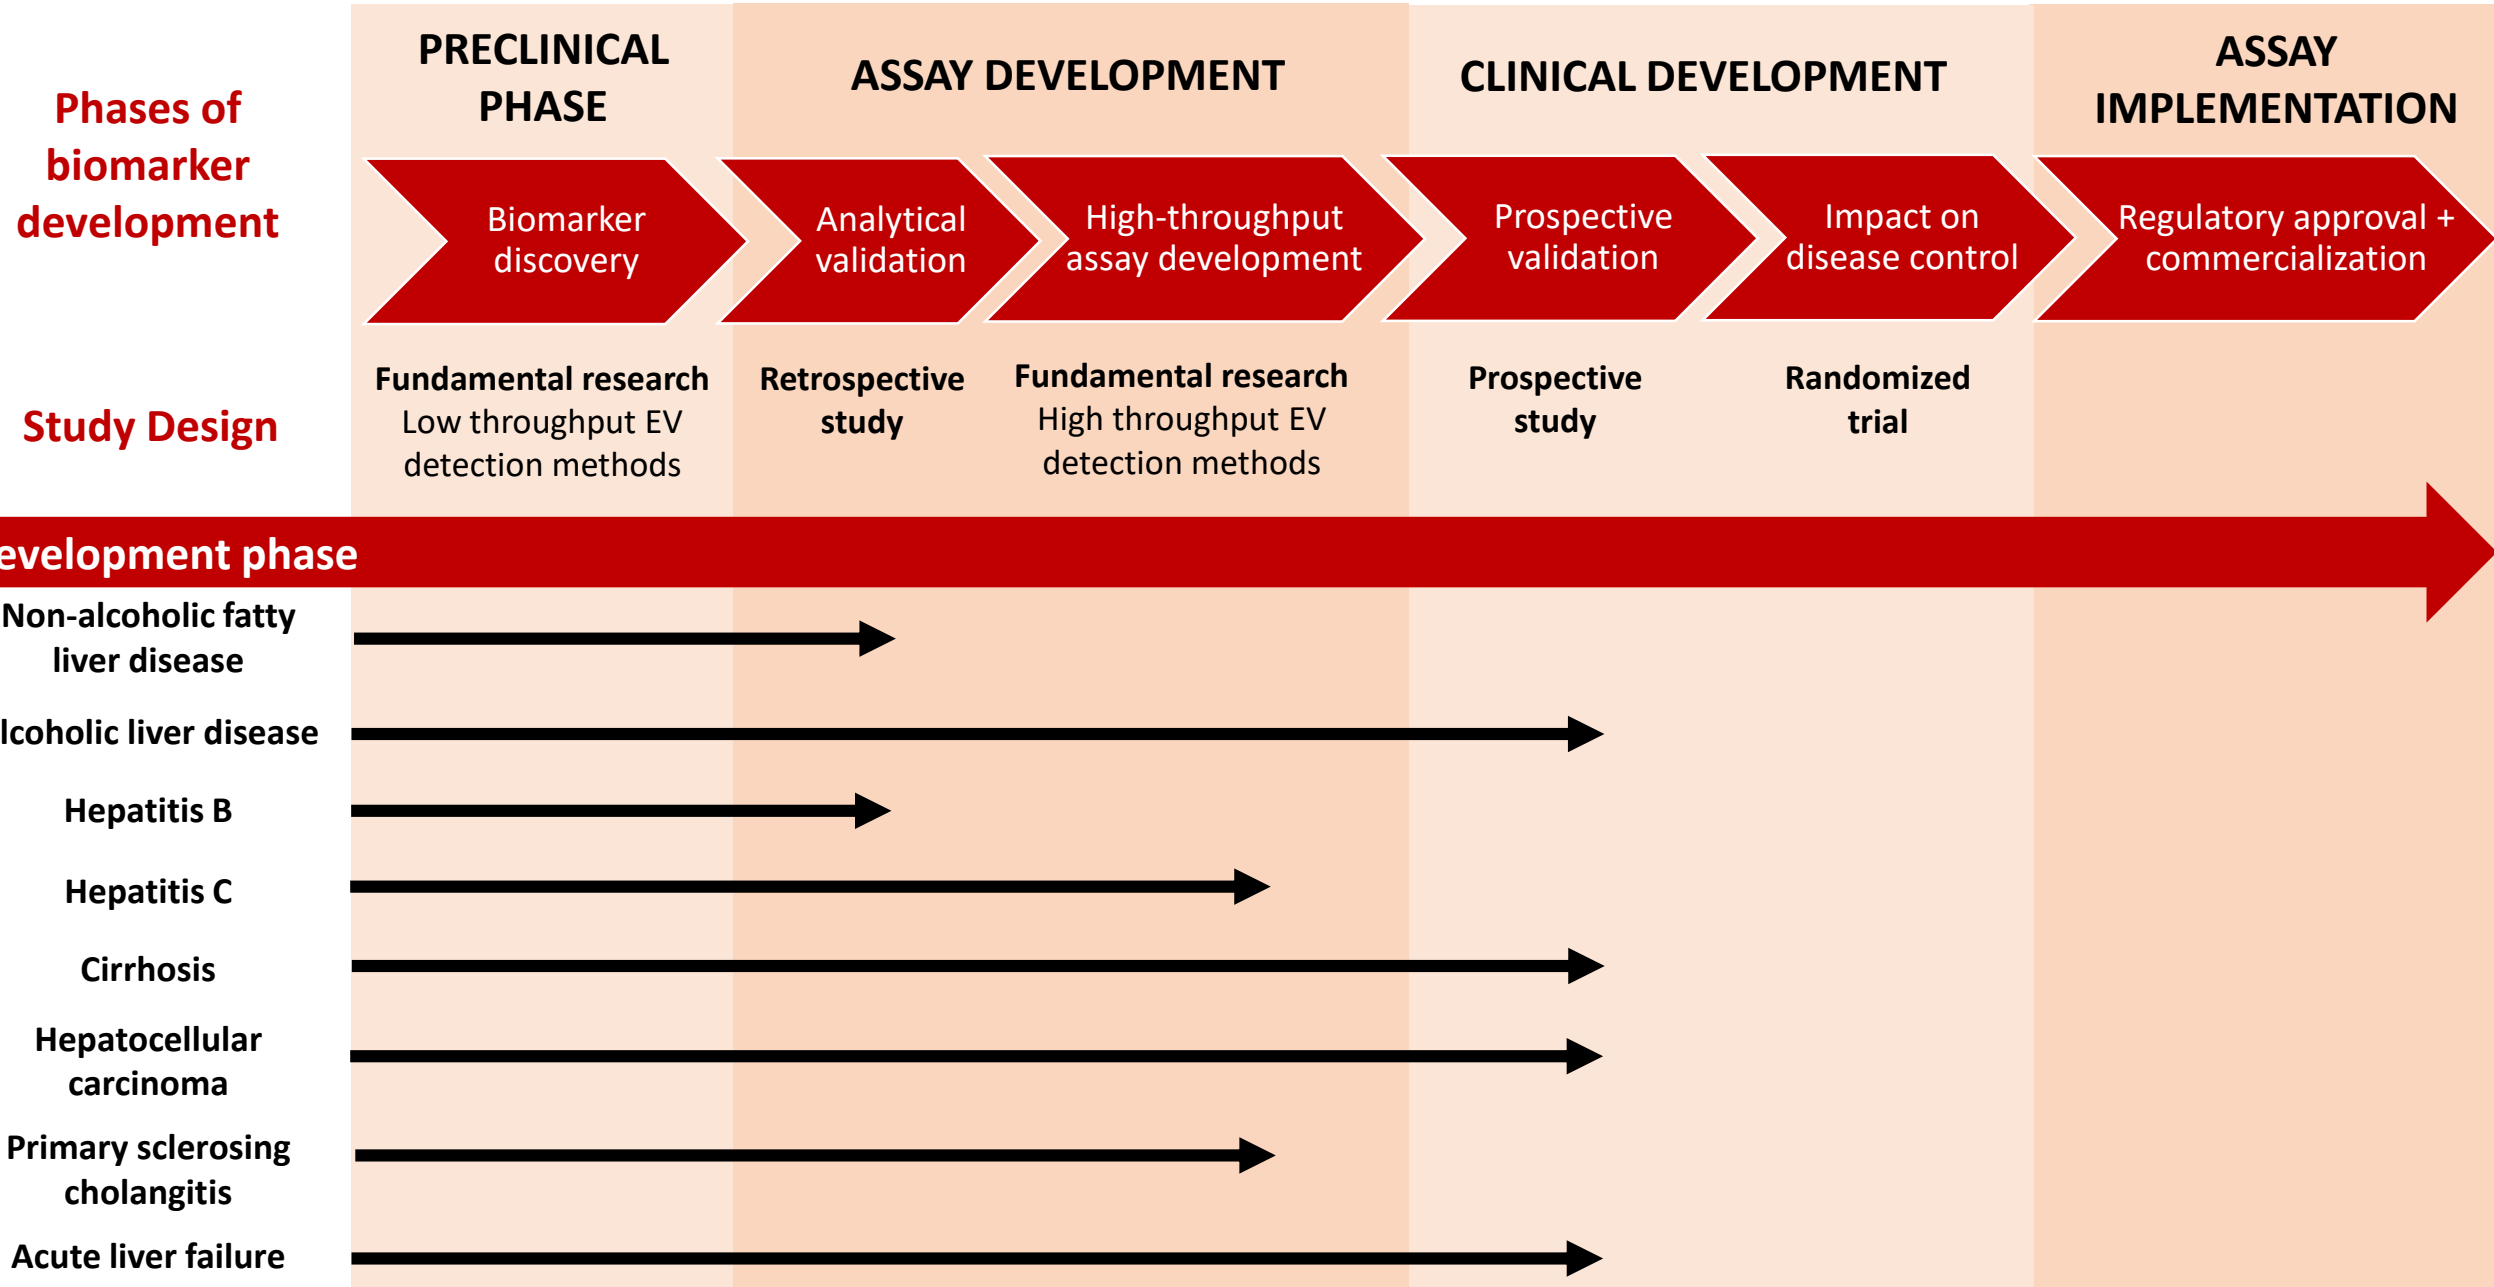 PRECLINICAL
PHASE
ASSAY DEVELOPMENT
CLINICAL DEVELOPMENT
ASSAY
IMPLEMENTATION
Phases of
biomarker
development
Biomarker
discovery
Analytical
validation
High-throughput
assay development
Prospective
validation
Impact on
disease control
Regulatory approval +
commercialization
Study Design
Fundamental research
Low throughput EV
detection methods
Retrospective
study
Fundamental research
High throughput EV
detection methods
Prospective
study
Randomized
trial
evelopment phase
Non-alcoholic fatty
liver disease
lcoholic liver disease
Hepatitis B
Hepatitis C
Cirrhosis
Hepatocellular
carcinoma
Primary sclerosing
cholangitis
Acute liver failure